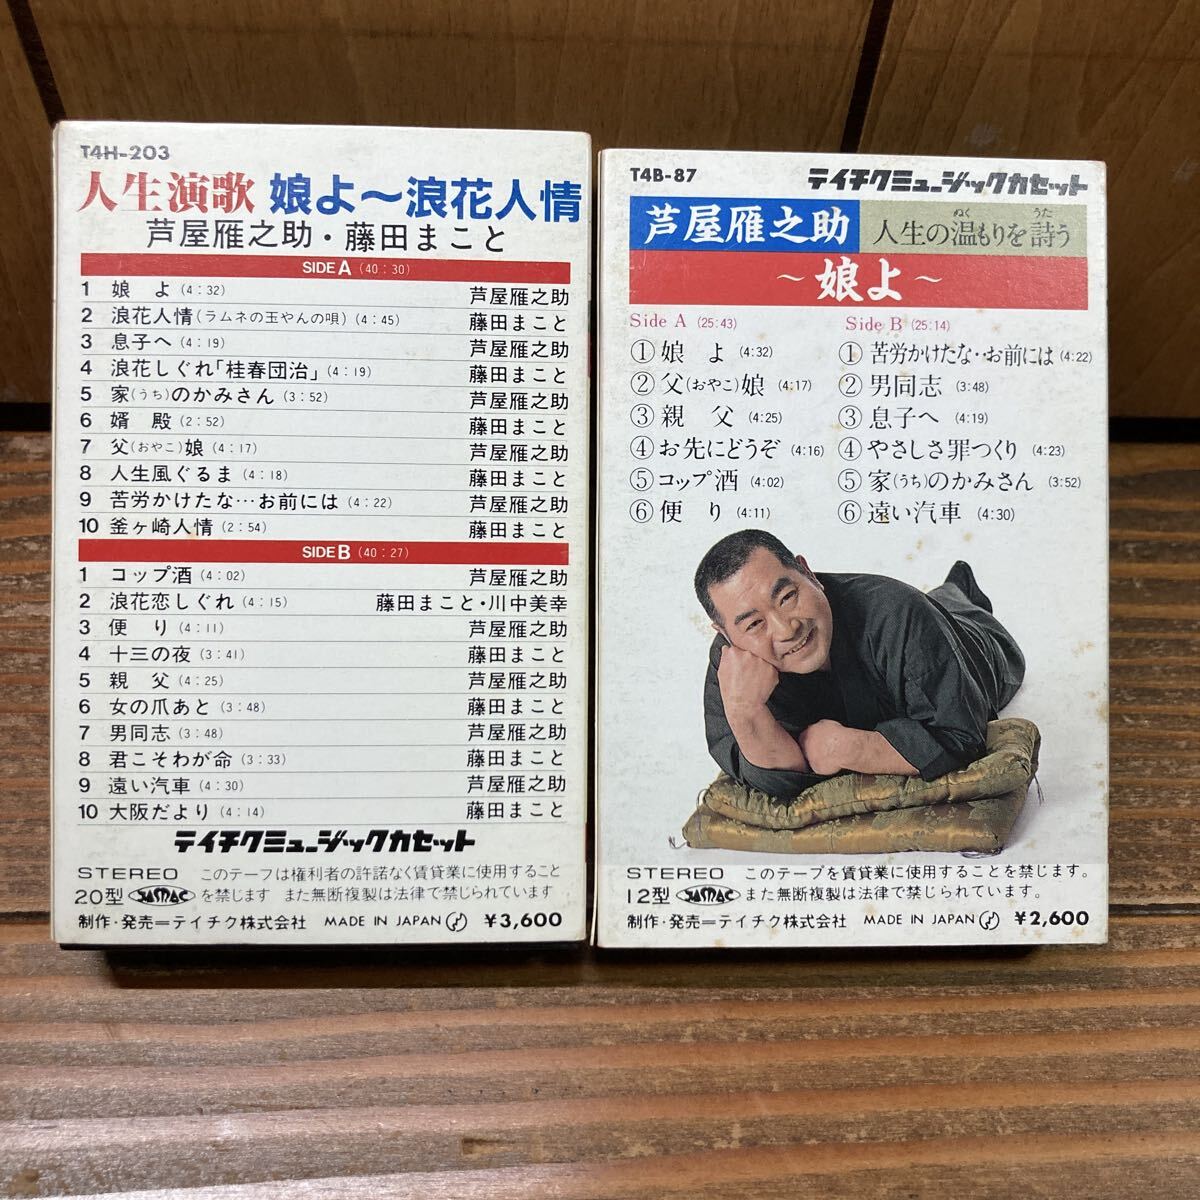 T4H-203
人生演歌 娘よ〜浪花人情
芦屋雁之助・藤田まこと
SIDE A (40:30)
1 娘 よ(4:32) 芦屋雁之助
2 浪花人情(ラムネの玉やんの唄)(4:45) 藤田まこと
3 息子へ(4:19) 芦屋雁之助
4 浪花しぐれ「桂春団治」(4:19) 藤田まこと
5 家(うち)のかみさん(3:52) 芦屋雁之助
6 婿 殿(2:52) 藤田まこと
7 父(おやこ)娘(4:17) 芦屋雁之助
8 人生風ぐるま(4:18) 藤田まこと
9 苦労かけたな…お前には(4:22) 芦屋雁之助
10 釜ヶ崎人情(2:54) 藤田まこと
SIDE B (40:27)
1 コップ酒(4:02) 芦屋雁之助
2 浪花恋しぐれ(4:15) 藤田まこと・川中美幸
3 便 り(4:11) 芦屋雁之助
4 十三の夜(3:41) 藤田まこと
5 親 父(4:25) 芦屋雁之助
6 女の爪あと(3:48) 藤田まこと
7 男同志(3:48) 芦屋雁之助
8 君こそわが命(3:33) 藤田まこと
9 遠い汽車(4:30) 芦屋雁之助
10 大阪だより(4:14) 藤田まこと
テイチクミュージックカセット
STEREO このテープは権利者の許諾なく賃貸業に使用すること
20型 JASRAC を禁じます また無断複製は法律で禁じられています
制作・発売=テイチク株式会社 MADE IN JAPAN ¥3,600
T4B-87 テイチクミュージックカセット
芦屋雁之助 人生の温(ぬく)もりを詩(うた)う
〜娘よ〜
Side A (25:43)
① 娘 よ(4:32)
② 父(おやこ)娘(4:17)
③ 親 父(4:25)
④ お先にどうぞ(4:16)
⑤ コップ酒(4:02)
⑥ 便 り(4:11)
Side B (25:14)
① 苦労かけたな・・お前には(4:22)
② 男同志(3:48)
③ 息子へ(4:19)
④ やさしさ罪つくり(4:23)
⑤ 家(うち)のかみさん(3:52)
⑥ 遠い汽車(4:30)
STEREO このテープを賃貸業に使用することを禁じます。
12型 JASRAC また無断複製は法律で禁じられています。
制作・発売=テイチク株式会社 MADE IN JAPAN ¥2,600